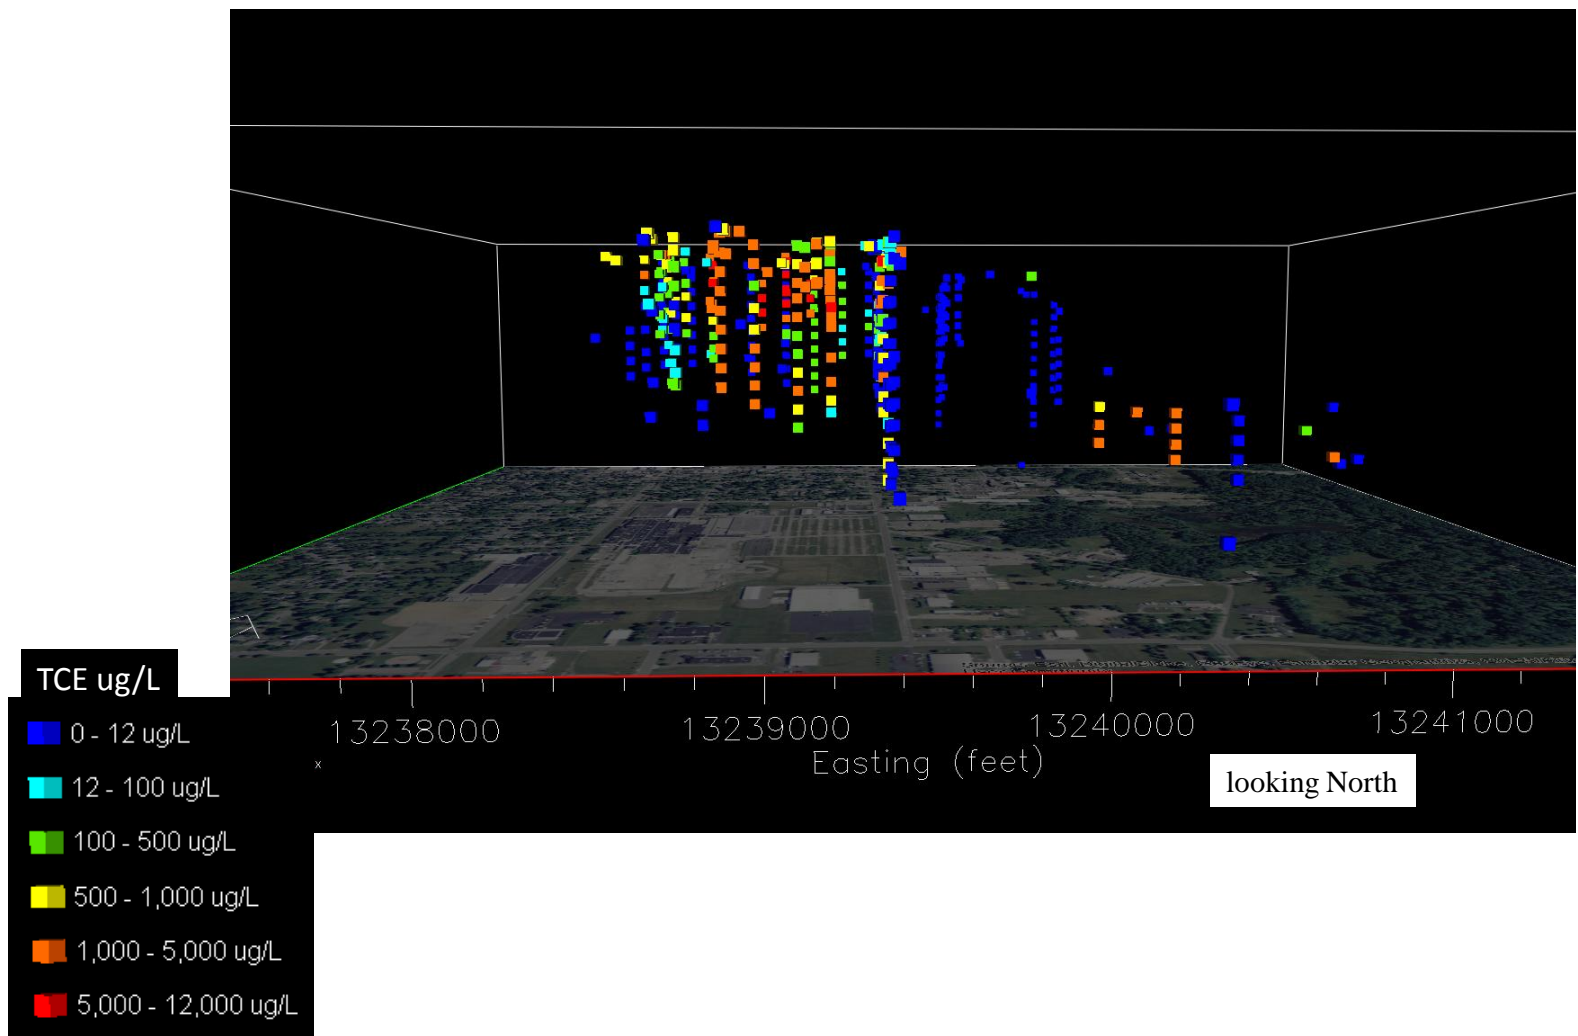 13238000
13239000
13240000
13241000
Easting (feet)
x
looking North
TCE ug/L
0 - 12 ug/L
12 - 100 ug/L
100 - 500 ug/L
500 - 1,000 ug/L
1,000 - 5,000 ug/L
5,000 - 12,000 ug/L